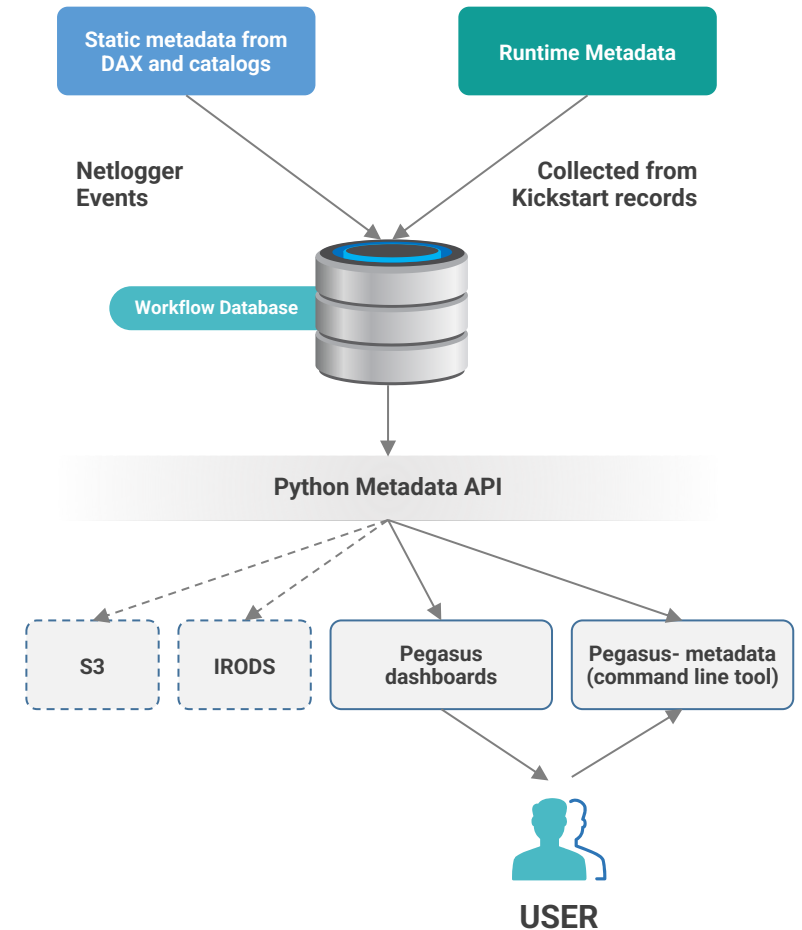 Static metadata from
DAX and catalogs
Runtime Metadata
Netlogger
Events
Collected from
Kickstart records
Workflow Database
Python Metadata API
S3
IRODS
Pegasus
dashboards
Pegasus- metadata
(command line tool)
USER